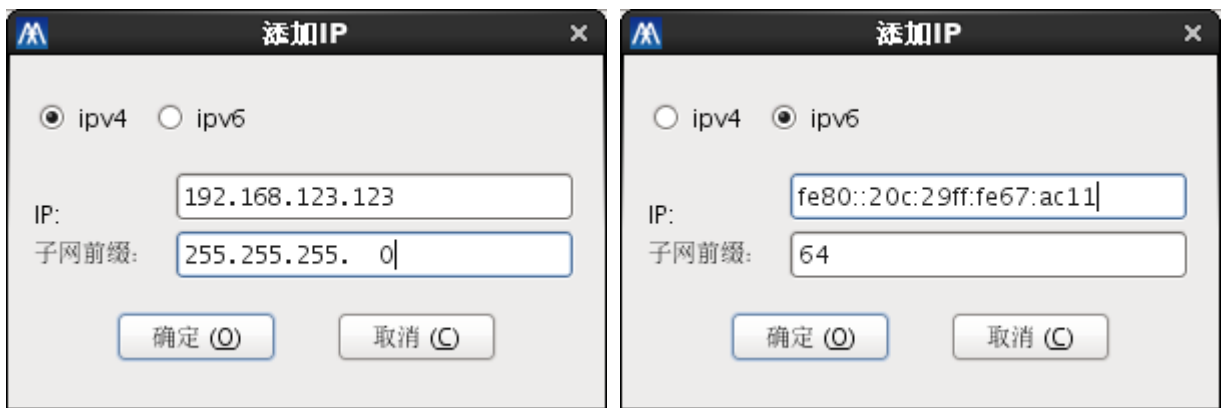 添加IP
ipv4 ipv6
IP: 192.168.123.123
子网前缀: 255.255.255.  0
确定 (O) 取消 (C)
添加IP
ipv4 ipv6
IP: fe80::20c:29ff:fe67:ac11
子网前缀: 64
确定 (O) 取消 (C)